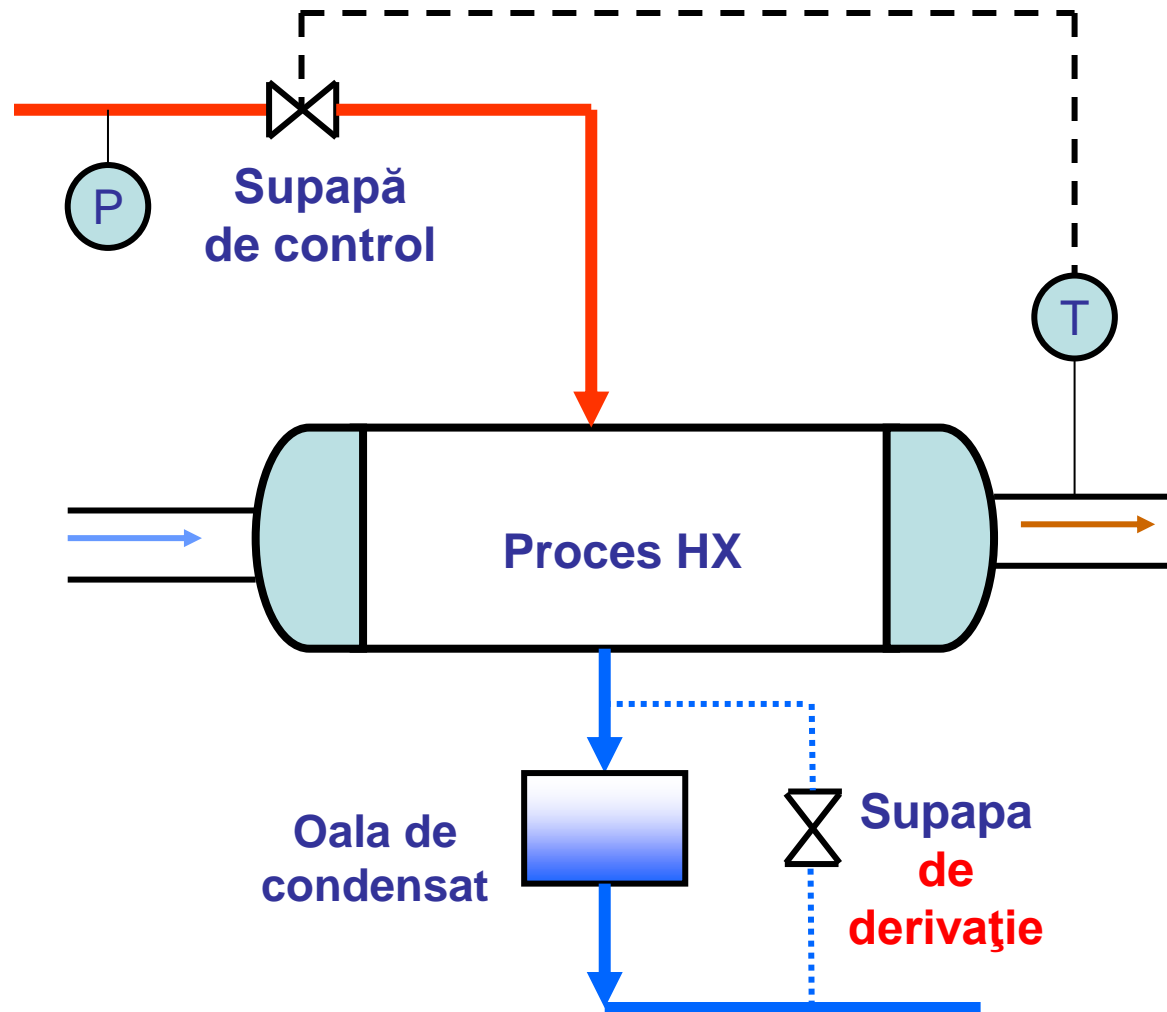 P
Supapă
de control
T
Proces HX
Oala de
condensat
Supapa
de
derivaţie